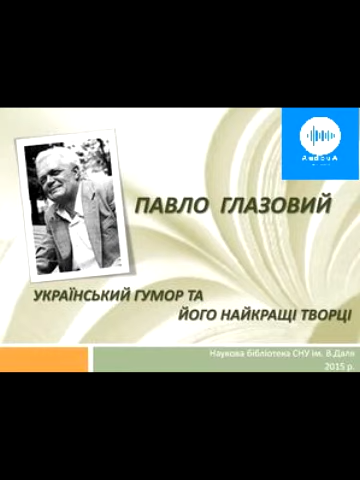 ПАВЛО ГЛАЗОВИЙ
УКРАЇНСЬКИЙ ГУМОР ТА
ЙОГО НАЙКРАЩІ ТВОРЦІ
Наукова бібліотека СНУ ім. В.Даля
2015 р.